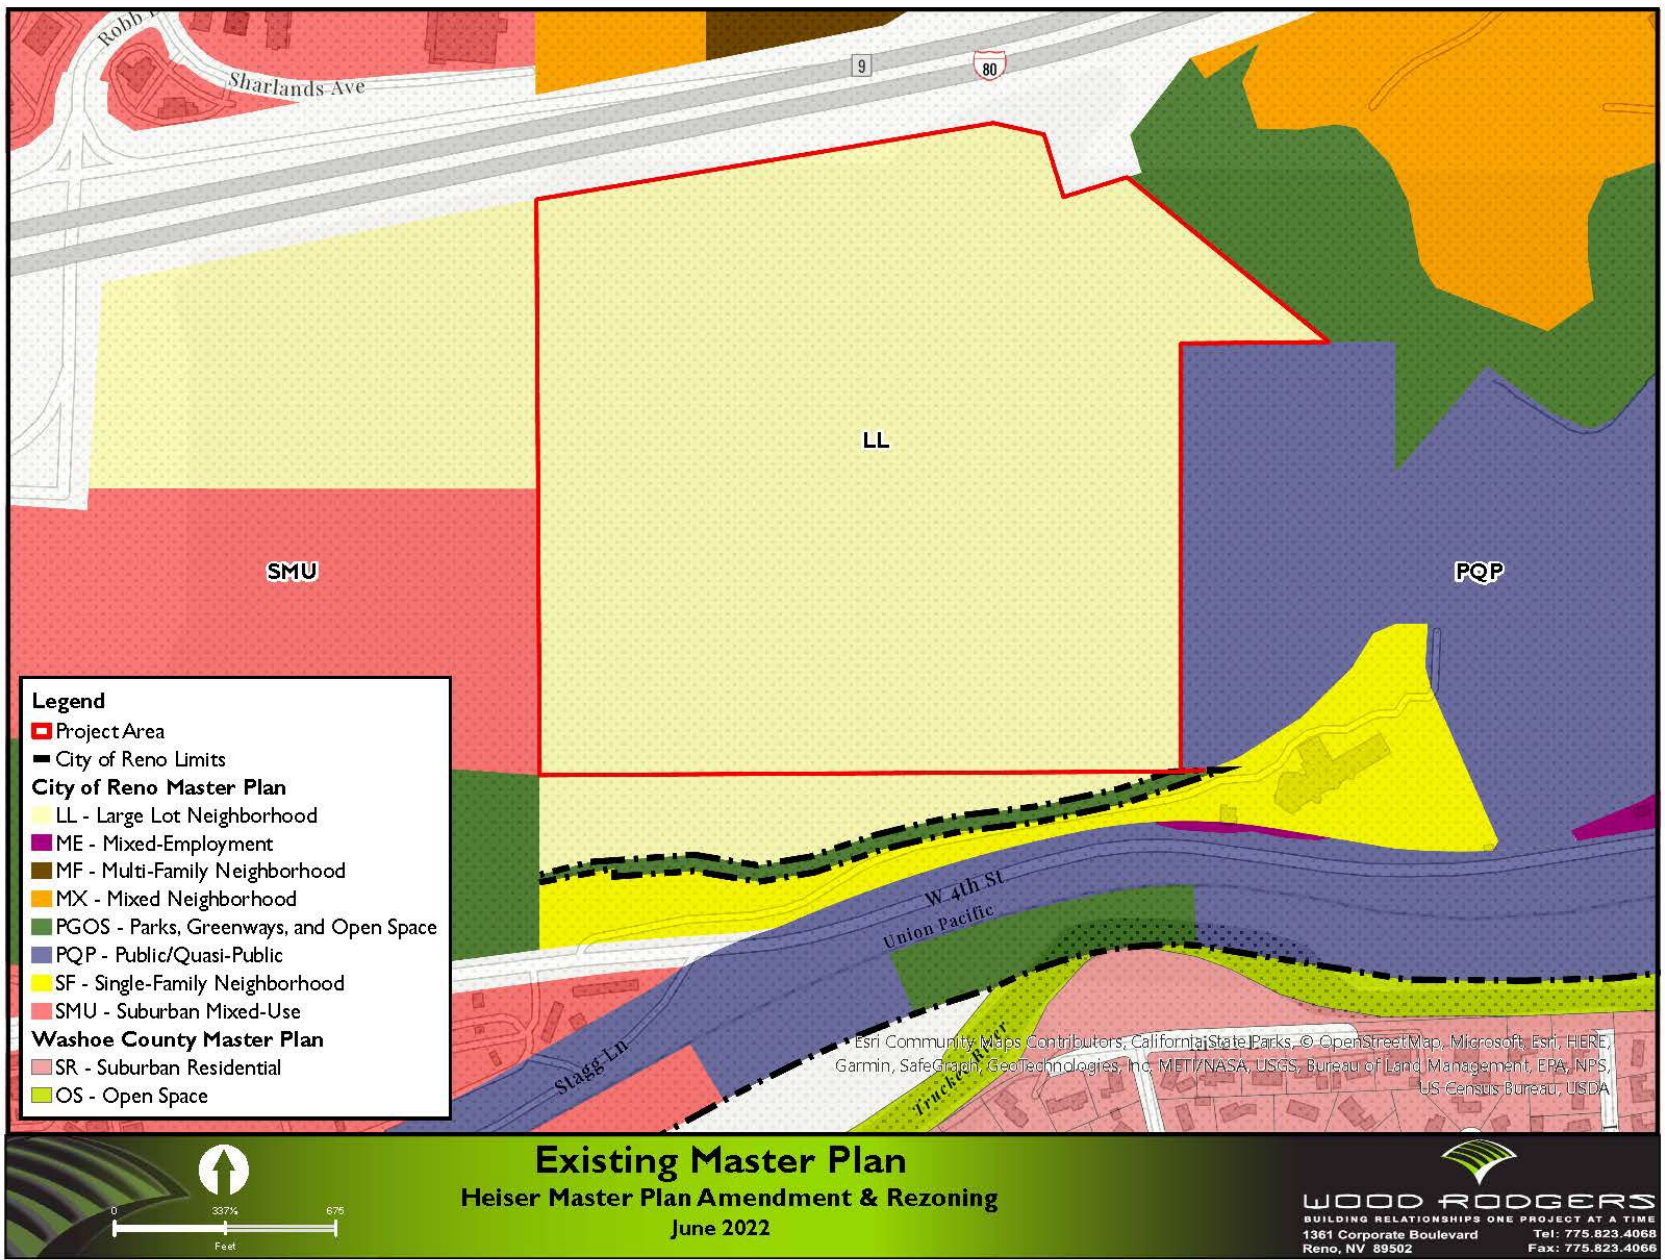 Robb
Sharlands Ave
9
80
LL
SMU
PQP
Legend
Project Area
City of Reno Limits
City of Reno Master Plan
LL - Large Lot Neighborhood
ME - Mixed-Employment
MF - Multi-Family Neighborhood
MX - Mixed Neighborhood
PGOS - Parks, Greenways, and Open Space
PQP - Public/Quasi-Public
SF - Single-Family Neighborhood
SMU - Suburban Mixed-Use
Washoe County Master Plan
SR - Suburban Residential
OS - Open Space
W 4th St
Union Pacific
Stagg Ln
Truckee River
Esri Community Maps Contributors, California State Parks, © OpenStreetMap, Microsoft, Esri, HERE,
Garmin, SafeGraph, GeoTechnologies, Inc, METI/NASA, USGS, Bureau of Land Management, EPA, NPS,
US Census Bureau, USDA
0 337½ 675
Feet
Existing Master Plan
Heiser Master Plan Amendment & Rezoning
June 2022
WOOD RODGERS
BUILDING RELATIONSHIPS ONE PROJECT AT A TIME
1361 Corporate Boulevard Tel: 775.823.4068
Reno, NV 89502 Fax: 775.823.4066